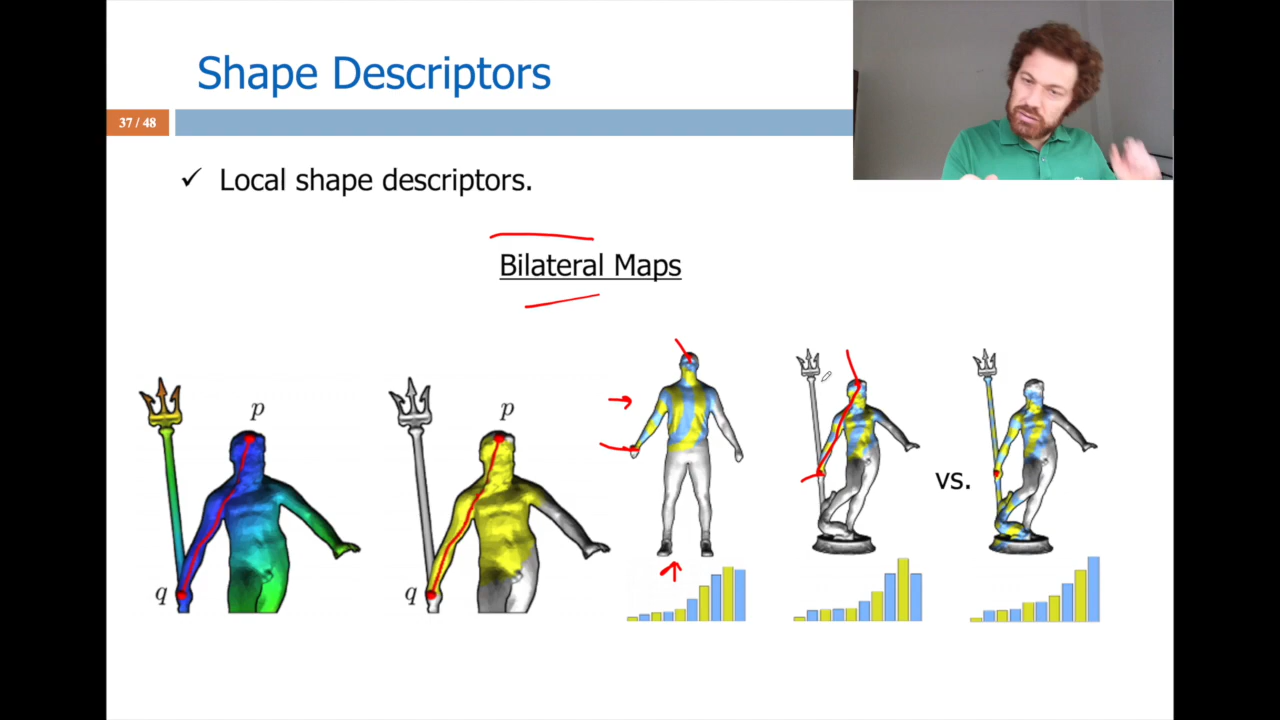 Shape Descriptors
37 / 48
✓ Local shape descriptors.
Bilateral Maps
p
q
p
q
vs.